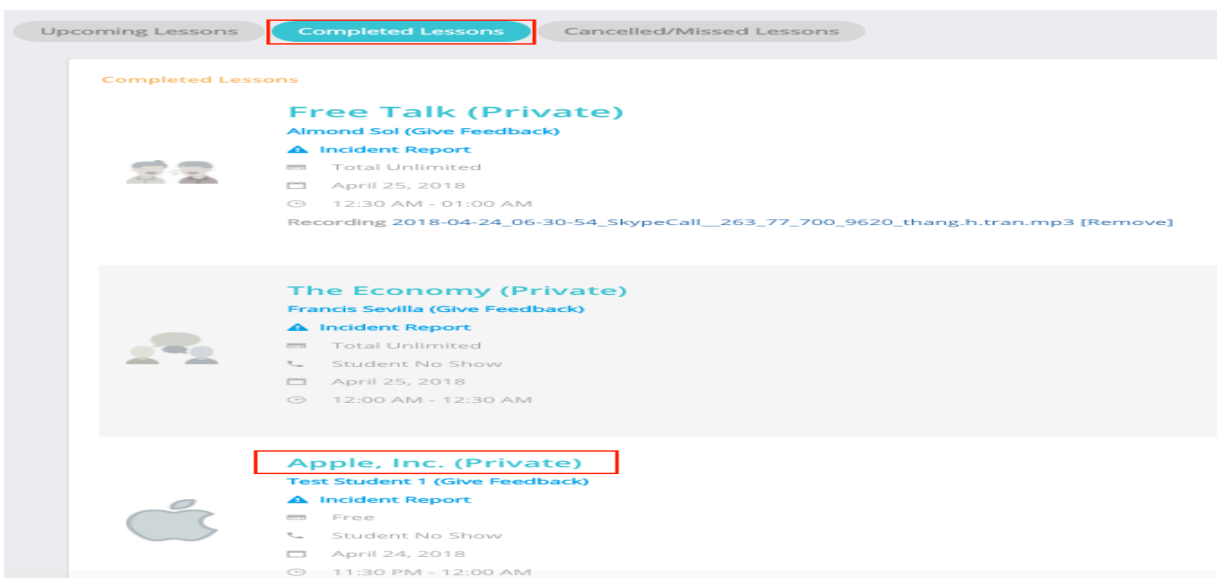 Upcoming Lessons Completed Lessons Cancelled/Missed Lessons
Completed Lessons
Free Talk (Private)
Almond Sol (Give Feedback)
Incident Report
Total Unlimited
April 25, 2018
12:30 AM - 01:00 AM
Recording 2018-04-24_06-30-54_SkypeCall__263_77_700_9620_thang.h.tran.mp3 [Remove]
The Economy (Private)
Francis Sevilla (Give Feedback)
Incident Report
Total Unlimited
Student No Show
April 25, 2018
12:00 AM - 12:30 AM
Apple, Inc. (Private)
Test Student 1 (Give Feedback)
Incident Report
Free
Student No Show
April 24, 2018
11:30 PM - 12:00 AM